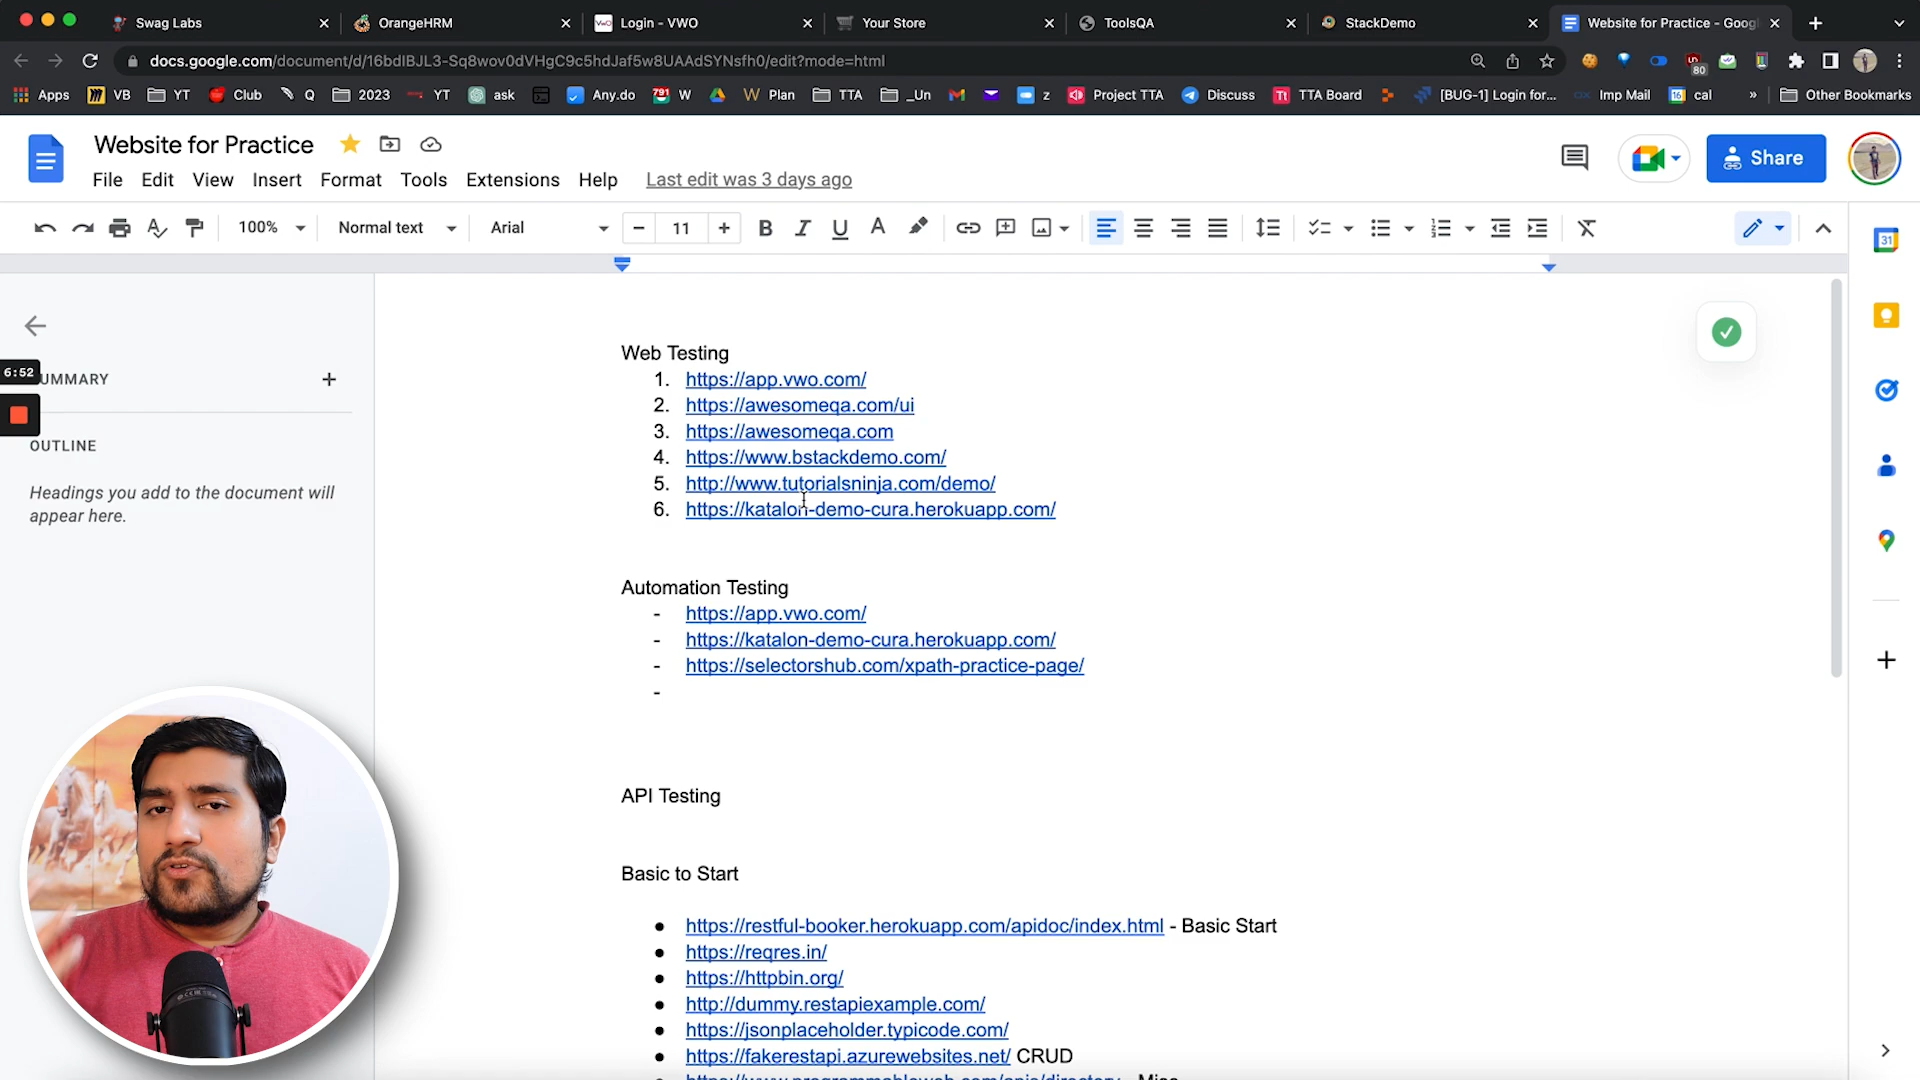 Swag Labs
OrangeHRM
Login - VWO
Your Store
ToolsQA
StackDemo
Website for Practice - Googl
docs.google.com/document/d/16bdIBJL3-Sq8wov0dVHgC9c5hdJaf5w8UAAdSYNsfh0/edit?mode=html
80
Apps VB YT Club Q 2023 YT ask Any.do 791 W Plan TTA _Un z Project TTA Discuss Tt TTA Board [BUG-1] Login for... Imp Mail 16 cal » Other Bookmarks
Website for Practice
File Edit View Insert Format Tools Extensions Help Last edit was 3 days ago
Share
100% Normal text Arial 11
6:52
UMMARY
OUTLINE
Headings you add to the document will
appear here.
Web Testing
1. https://app.vwo.com/
2. https://awesomeqa.com/ui
3. https://awesomeqa.com
4. https://www.bstackdemo.com/
5. http://www.tutorialsninja.com/demo/
6. https://katalon-demo-cura.herokuapp.com/
Automation Testing
- https://app.vwo.com/
- https://katalon-demo-cura.herokuapp.com/
- https://selectorshub.com/xpath-practice-page/
-
API Testing
Basic to Start
● https://restful-booker.herokuapp.com/apidoc/index.html - Basic Start
● https://reqres.in/
● https://httpbin.org/
● http://dummy.restapiexample.com/
● https://jsonplaceholder.typicode.com/
● https://fakerestapi.azurewebsites.net/ CRUD
31